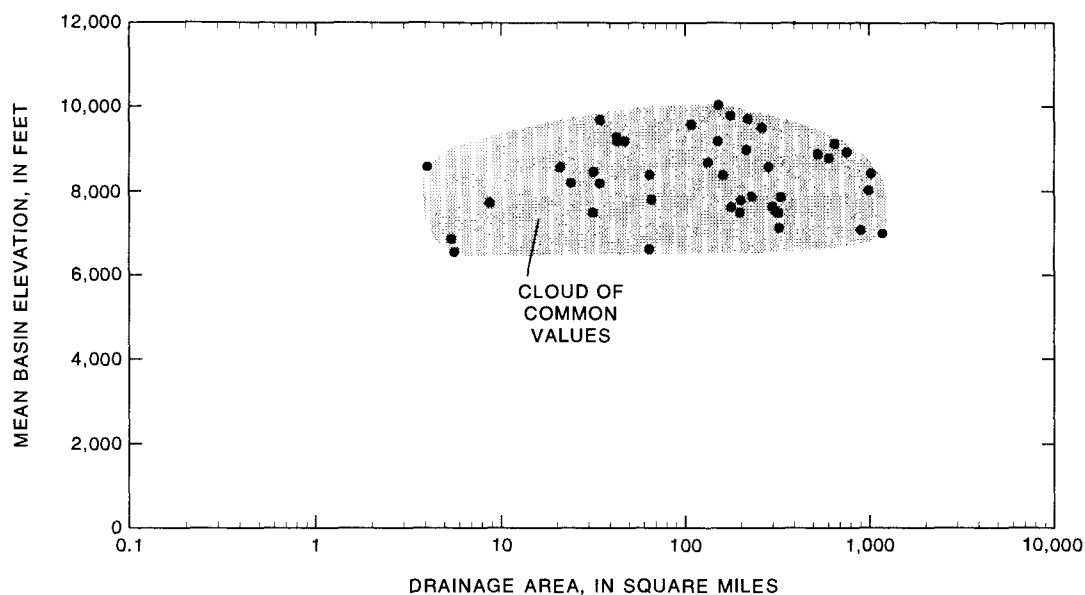 12,000
10,000
8,000
6,000
4,000
2,000
0
MEAN BASIN ELEVATION, IN FEET
CLOUD OF
COMMON
VALUES
0.1 1 10 100 1,000 10,000
DRAINAGE AREA, IN SQUARE MILES